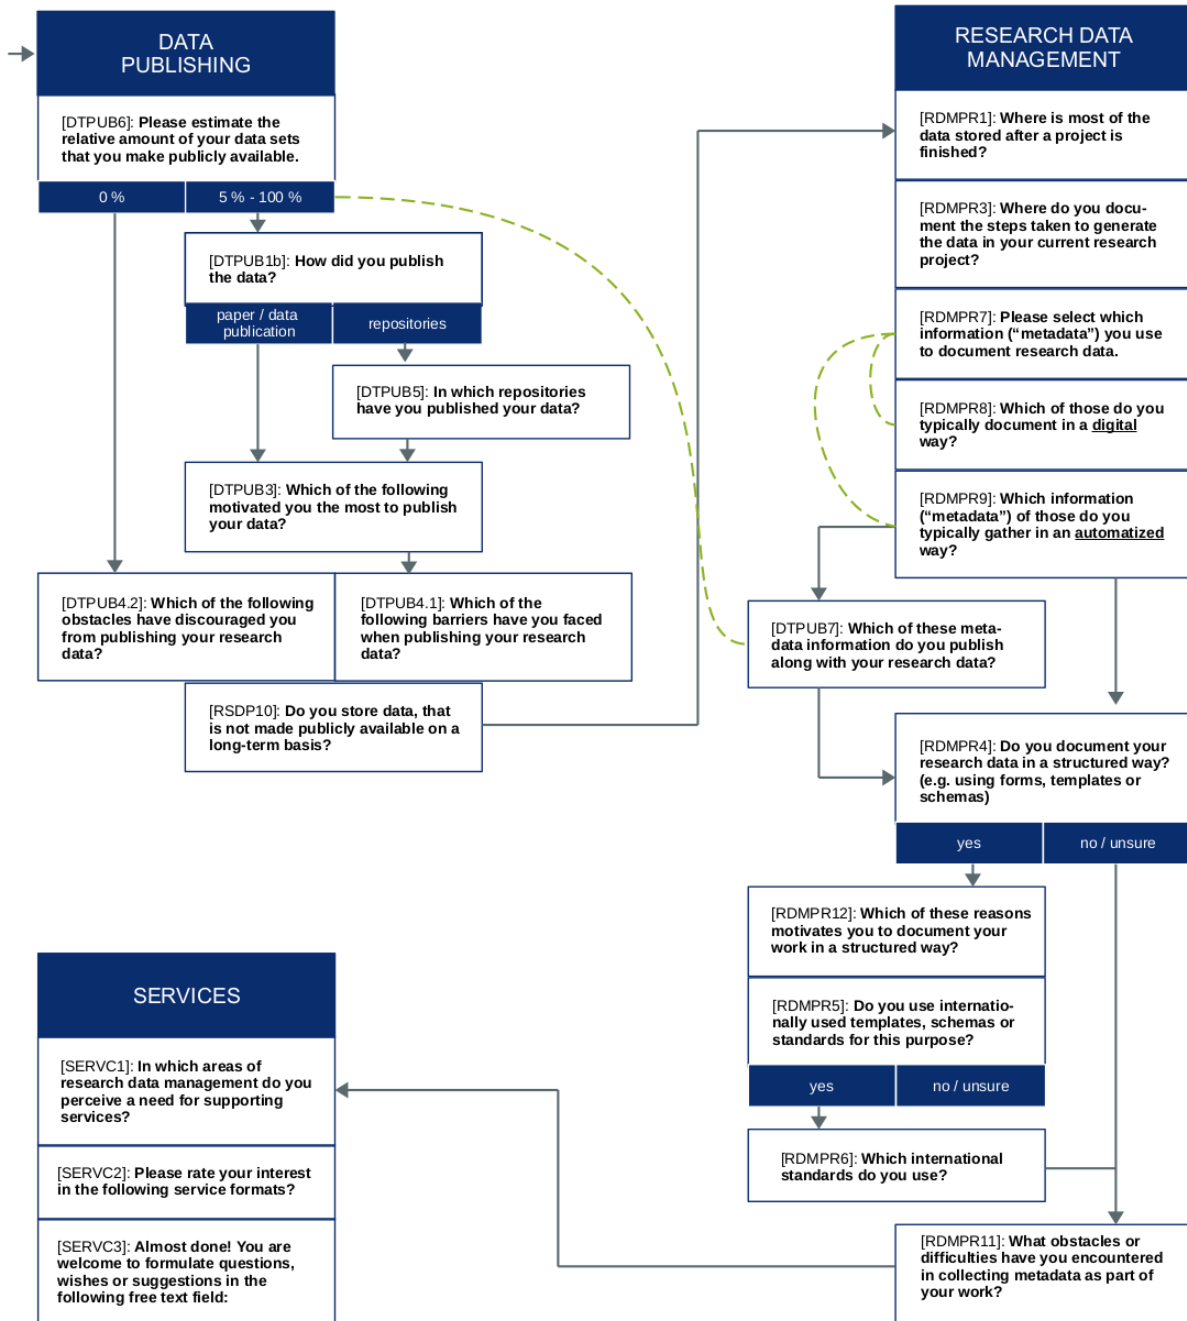 DATA
PUBLISHING
[DTPUB6]: Please estimate the
relative amount of your data sets
that you make publicly available.
0 %
5 % - 100 %
[DTPUB1b]: How did you publish
the data?
paper / data
publication
repositories
[DTPUB5]: In which repositories
have you published your data?
[DTPUB3]: Which of the following
motivated you the most to publish
your data?
[DTPUB4.2]: Which of the following
obstacles have discouraged you
from publishing your research
data?
[DTPUB4.1]: Which of the
following barriers have you faced
when publishing your research
data?
[RSDP10]: Do you store data, that
is not made publicly available on a
long-term basis?
RESEARCH DATA
MANAGEMENT
[RDMPR1]: Where is most of the
data stored after a project is
finished?
[RDMPR3]: Where do you docu-
ment the steps taken to generate
the data in your current research
project?
[RDMPR7]: Please select which
information (“metadata”) you use
to document research data.
[RDMPR8]: Which of those do you
typically document in a digital
way?
[RDMPR9]: Which information
(“metadata”) of those do you
typically gather in an automatized
way?
[DTPUB7]: Which of these meta-
data information do you publish
along with your research data?
[RDMPR4]: Do you document your
research data in a structured way?
(e.g. using forms, templates or
schemas)
yes
no / unsure
[RDMPR12]: Which of these reasons
motivates you to document your
work in a structured way?
[RDMPR5]: Do you use internatio-
nally used templates, schemas or
standards for this purpose?
yes
no / unsure
[RDMPR6]: Which international
standards do you use?
[RDMPR11]: What obstacles or
difficulties have you encountered
in collecting metadata as part of
your work?
SERVICES
[SERVC1]: In which areas of
research data management do you
perceive a need for supporting
services?
[SERVC2]: Please rate your interest
in the following service formats?
[SERVC3]: Almost done! You are
welcome to formulate questions,
wishes or suggestions in the
following free text field: